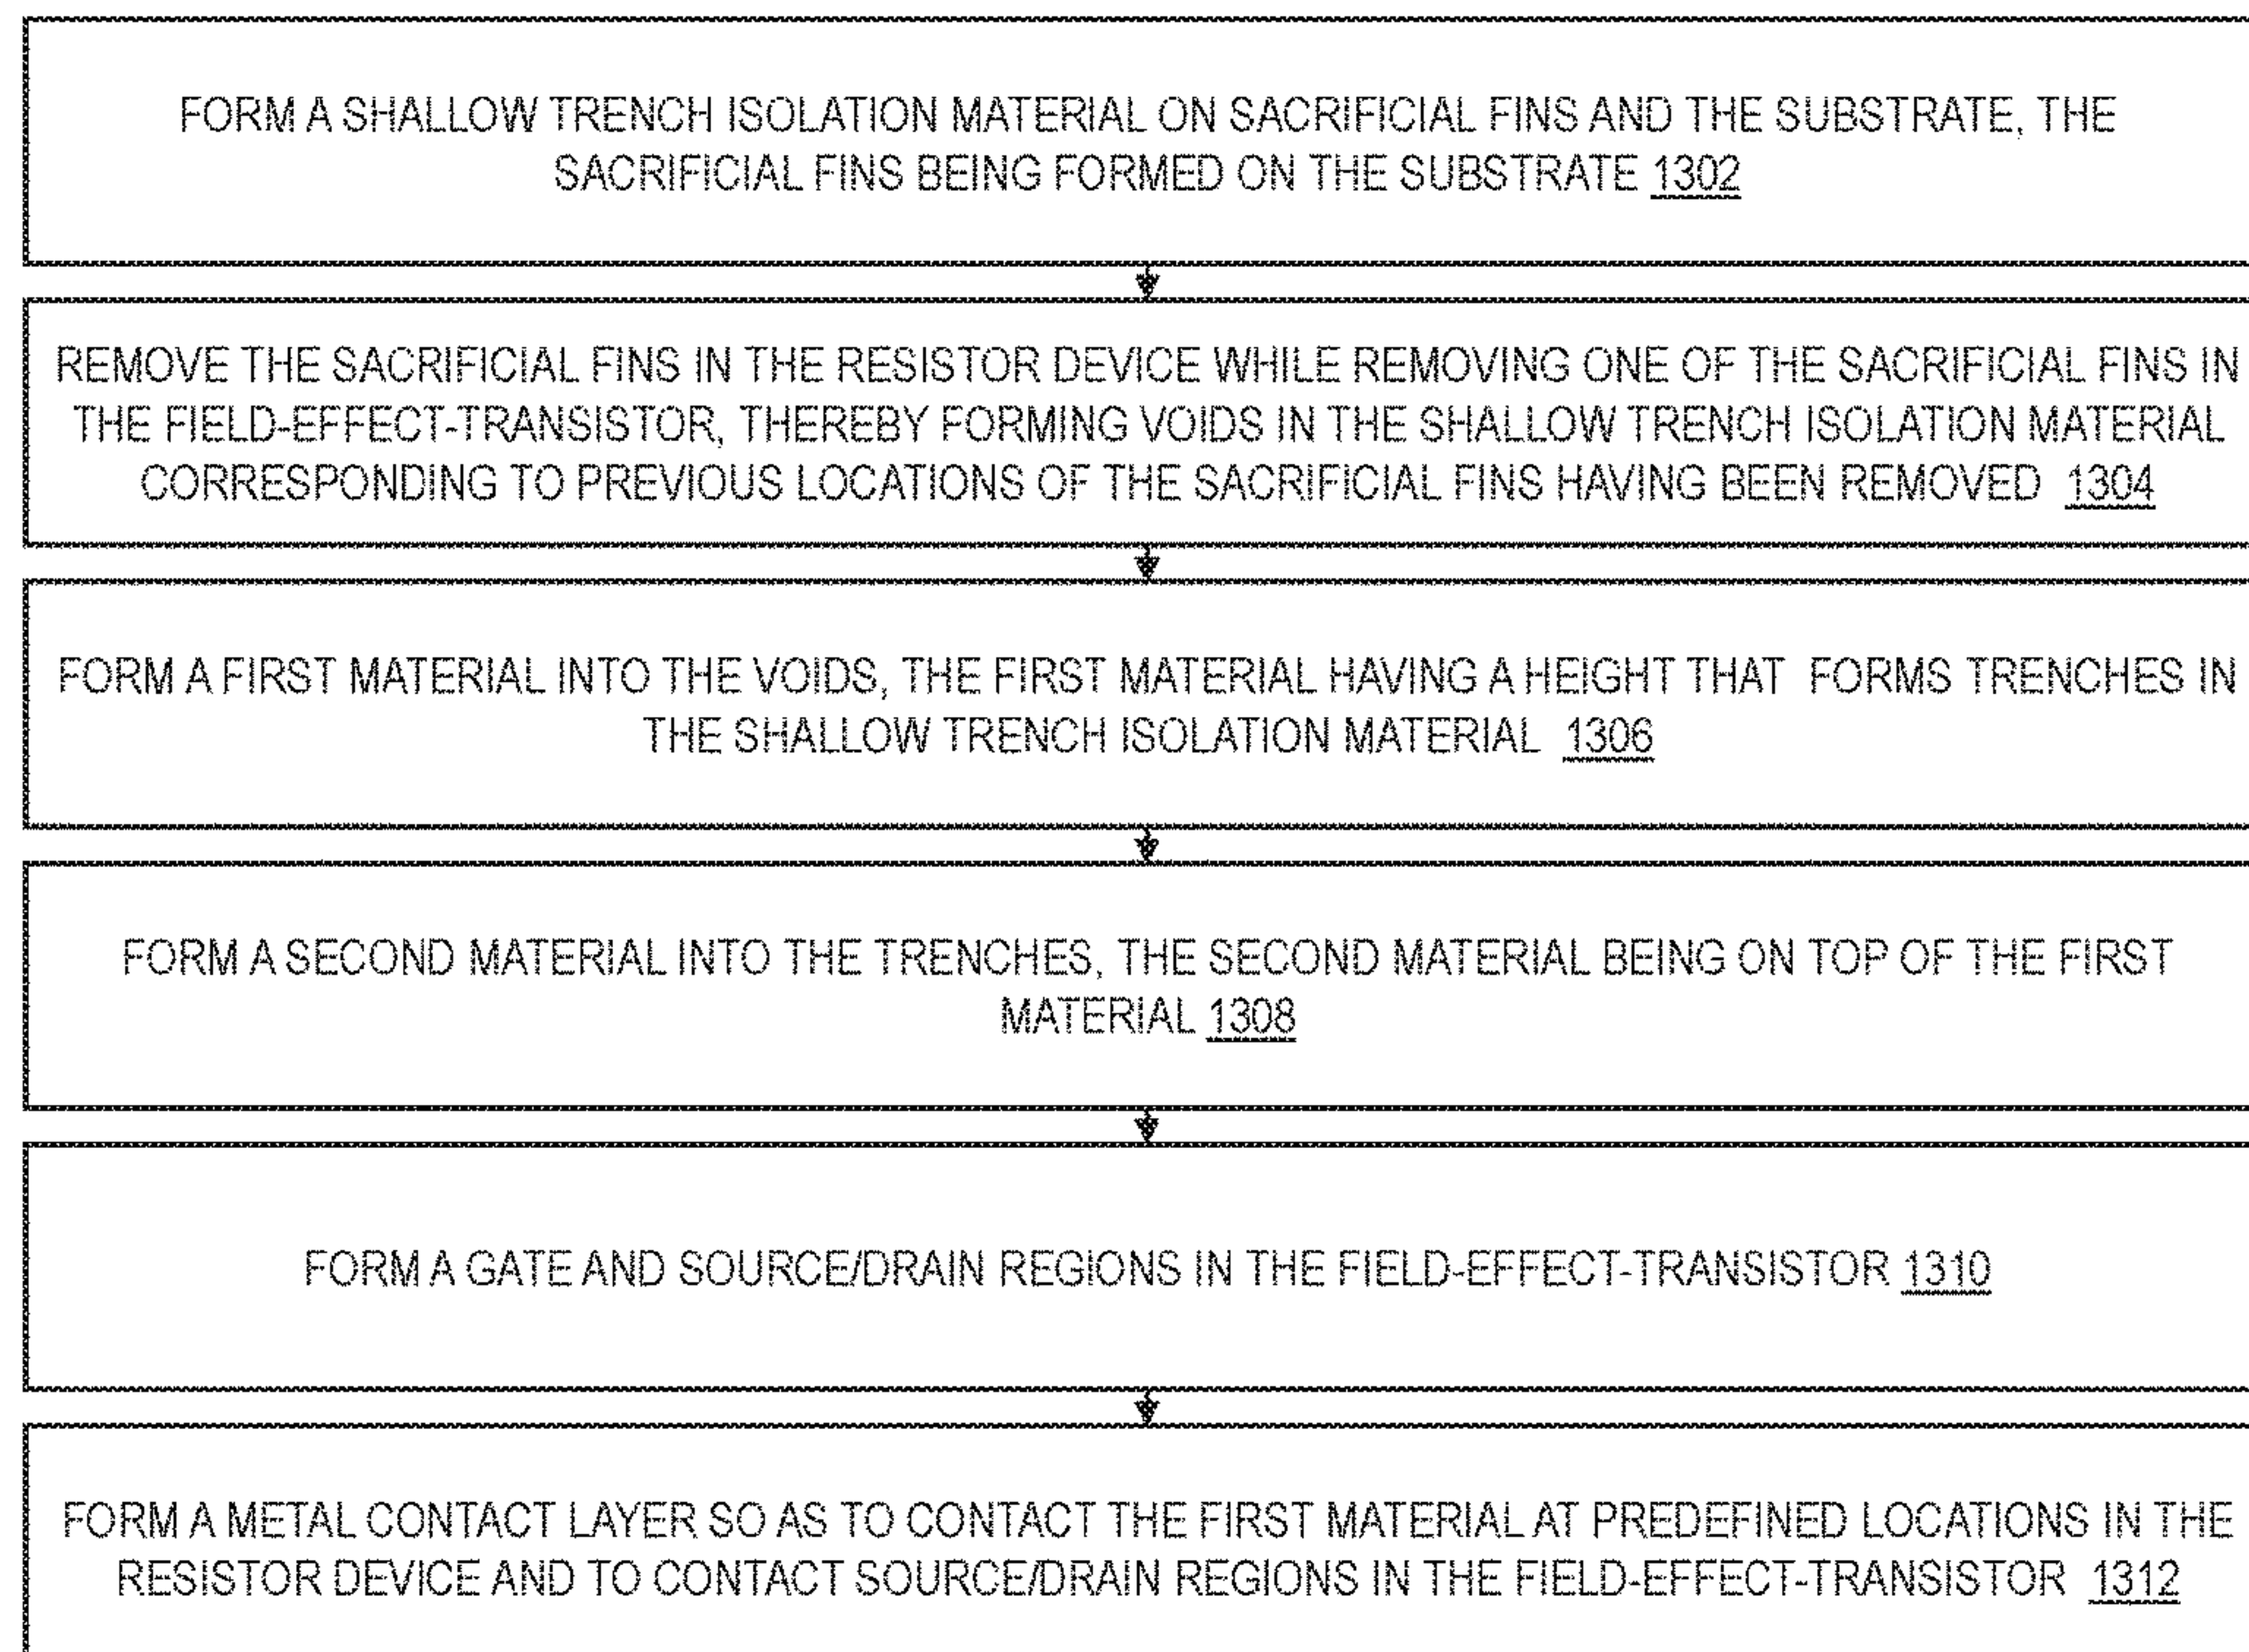 FORM A SHALLOW TRENCH ISOLATION MATERIAL ON SACRIFICIAL FINS AND THE SUBSTRATE, THE
SACRIFICIAL FINS BEING FORMED ON THE SUBSTRATE 1302
REMOVE THE SACRIFICIAL FINS IN THE RESISTOR DEVICE WHILE REMOVING ONE OF THE SACRIFICIAL FINS IN
THE FIELD-EFFECT-TRANSISTOR, THEREBY FORMING VOIDS IN THE SHALLOW TRENCH ISOLATION MATERIAL
CORRESPONDING TO PREVIOUS LOCATIONS OF THE SACRIFICIAL FINS HAVING BEEN REMOVED 1304
FORM A FIRST MATERIAL INTO THE VOIDS, THE FIRST MATERIAL HAVING A HEIGHT THAT FORMS TRENCHES IN
THE SHALLOW TRENCH ISOLATION MATERIAL 1306
FORM A SECOND MATERIAL INTO THE TRENCHES, THE SECOND MATERIAL BEING ON TOP OF THE FIRST
MATERIAL 1308
FORM A GATE AND SOURCE/DRAIN REGIONS IN THE FIELD-EFFECT-TRANSISTOR 1310
FORM A METAL CONTACT LAYER SO AS TO CONTACT THE FIRST MATERIAL AT PREDEFINED LOCATIONS IN THE
RESISTOR DEVICE AND TO CONTACT SOURCE/DRAIN REGIONS IN THE FIELD-EFFECT-TRANSISTOR 1312